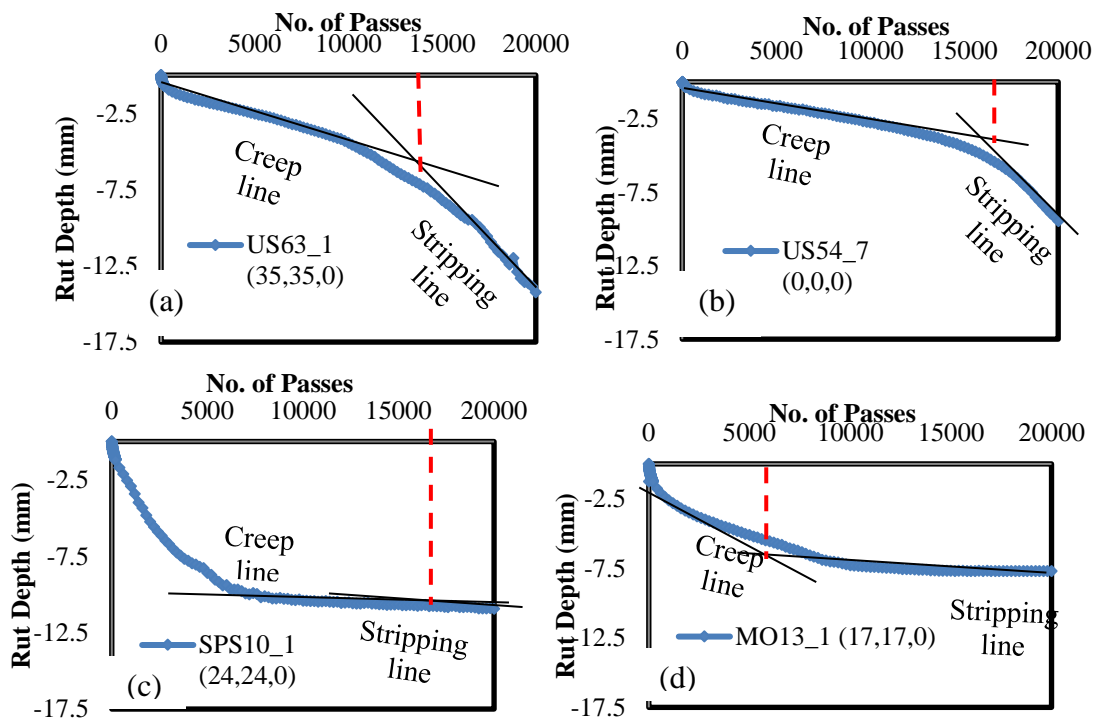 No. of Passes
0 5000 10000 15000 20000
-2.5
-7.5
-12.5
-17.5
Rut Depth (mm)
Creep
line
Stripping
line
US63_1
(35,35,0)
(a)
No. of Passes
0 5000 10000 15000 20000
-2.5
-7.5
-12.5
-17.5
Rut Depth (mm)
Creep
line
Stripping
line
US54_7
(0,0,0)
(b)
No. of Passes
0 5000 10000 15000 20000
-2.5
-7.5
-12.5
-17.5
Rut Depth (mm)
Creep
line
Stripping
line
SPS10_1
(24,24,0)
(c)
No. of Passes
0 5000 10000 15000 20000
-2.5
-7.5
-12.5
-17.5
Rut Depth (mm)
Creep
line
Stripping
line
MO13_1 (17,17,0)
(d)